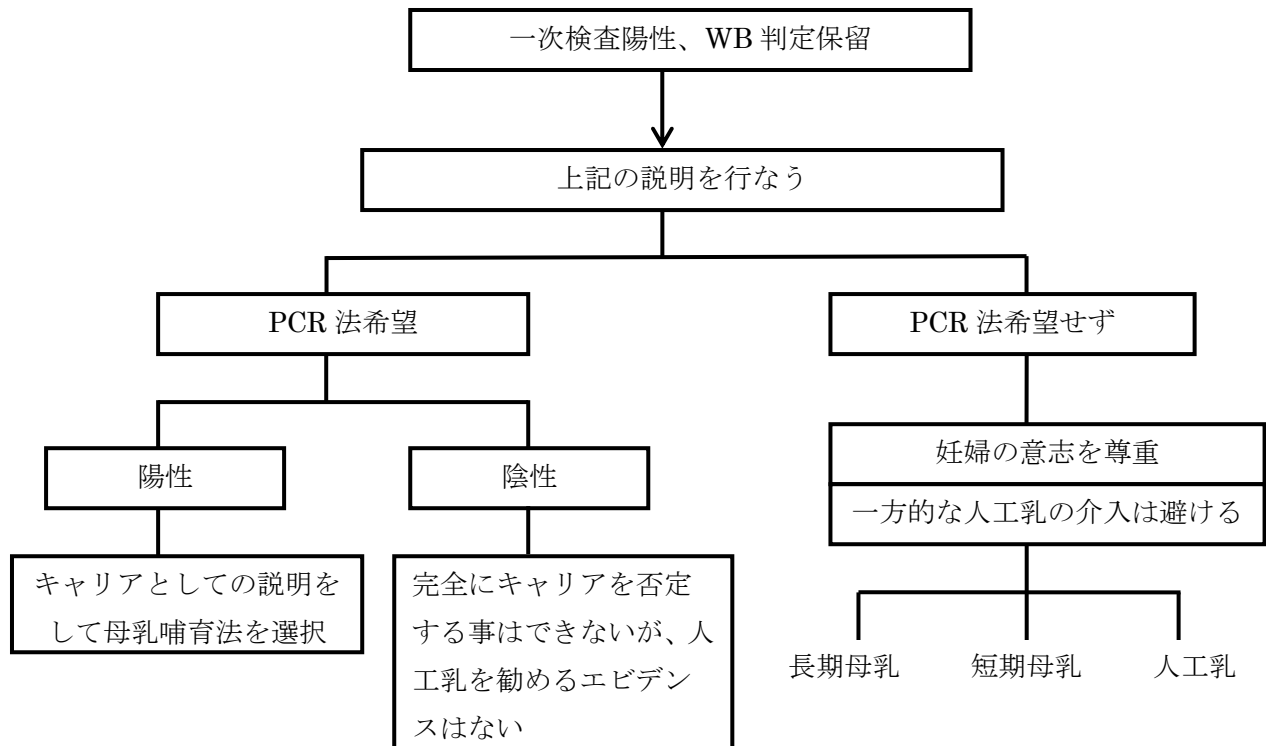 一次検査陽性、WB 判定保留
上記の説明を行なう
PCR 法希望
PCR 法希望せず
陽性
陰性
妊婦の意志を尊重
一方的な人工乳の介入は避ける
キャリアとしての説明を
して母乳哺育法を選択
完全にキャリアを否定
する事はできないが、人
工乳を勧めるエビデン
スはない
長期母乳
短期母乳
人工乳